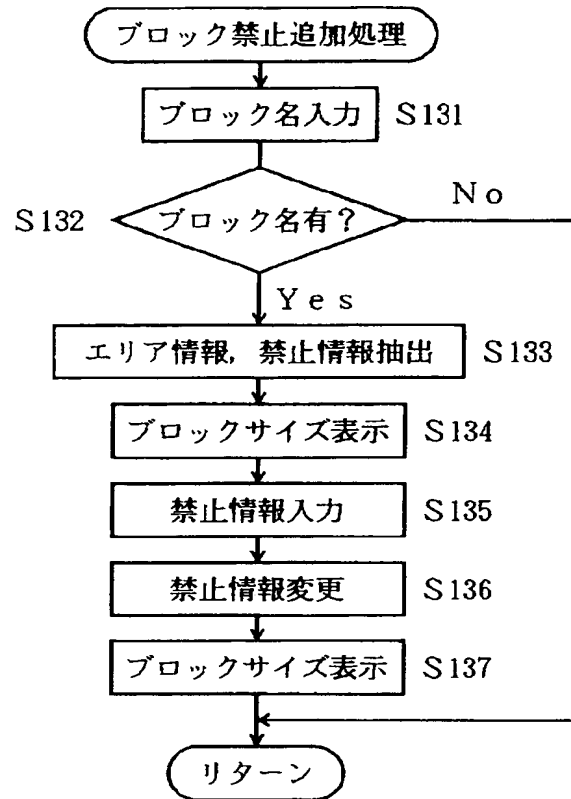 ブロック禁止追加処理
ブロック名入力 S131
S132 ブロック名有? No
Yes
エリア情報, 禁止情報抽出 S133
ブロックサイズ表示 S134
禁止情報入力 S135
禁止情報変更 S136
ブロックサイズ表示 S137
リターン